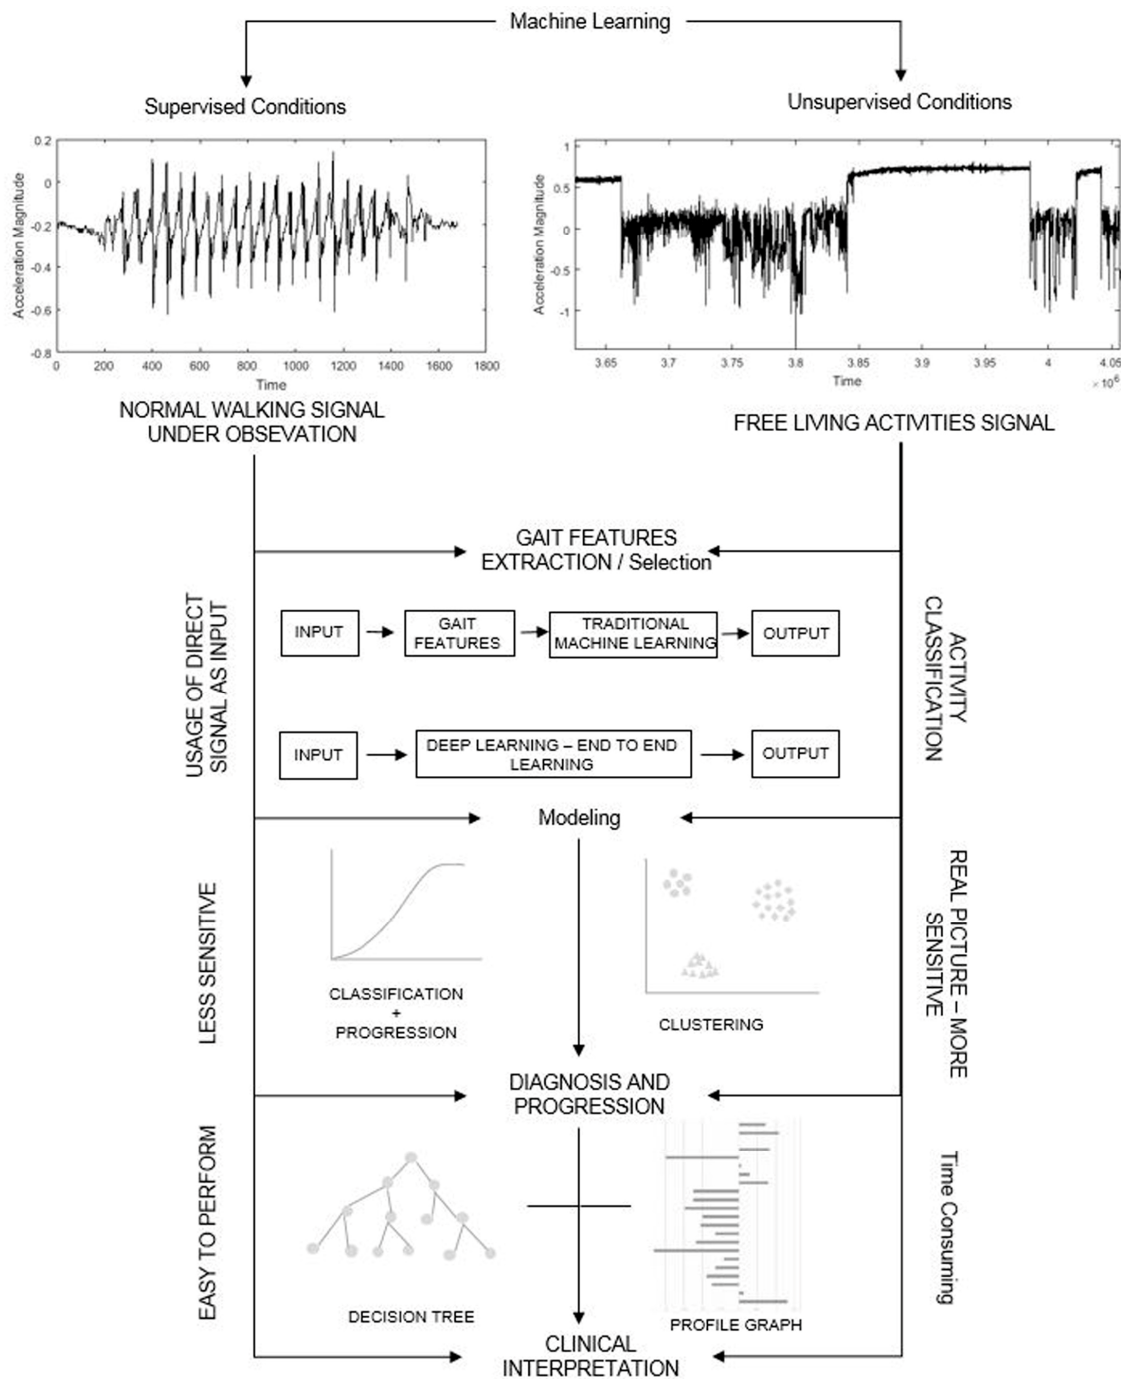 Machine Learning
Supervised Conditions
Unsupervised Conditions
0.2
0
-0.2
-0.4
-0.6
-0.8
Acceleration Magnitude
0
200
400
600
800
1000
1200
1400
1600
1800
Time
1
0.5
0
-0.5
-1
Acceleration Magnitude
3.65
3.7
3.75
3.8
3.85
3.9
3.95
4
4.05
Time
× 10^6
NORMAL WALKING SIGNAL
UNDER OBSEVATION
FREE LIVING ACTIVITIES SIGNAL
GAIT FEATURES
EXTRACTION / Selection
USAGE OF DIRECT
SIGNAL AS INPUT
INPUT
GAIT
FEATURES
TRADITIONAL
MACHINE LEARNING
OUTPUT
ACTIVITY
CLASSIFICATION
INPUT
DEEP LEARNING – END TO END
LEARNING
OUTPUT
Modeling
LESS SENSITIVE
CLASSIFICATION
+
PROGRESSION
CLUSTERING
REAL PICTURE – MORE
SENSITIVE
DIAGNOSIS AND
PROGRESSION
EASY TO PERFORM
DECISION TREE
PROFILE GRAPH
Time Consuming
CLINICAL
INTERPRETATION